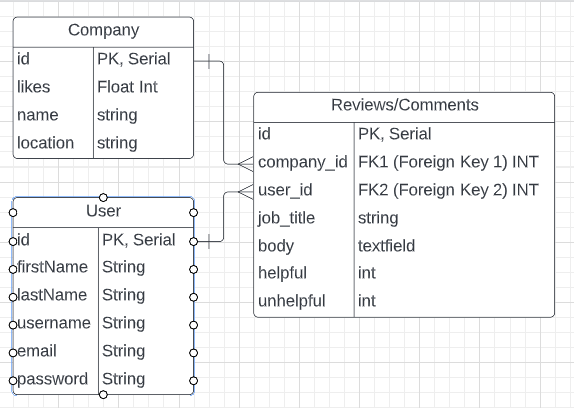 Company
id PK, Serial
likes Float Int
name string
location string
Reviews/Comments
id PK, Serial
company_id FK1 (Foreign Key 1) INT
user_id FK2 (Foreign Key 2) INT
job_title string
body textfield
helpful int
unhelpful int
User
id PK, Serial
firstName String
lastName String
username String
email String
password String